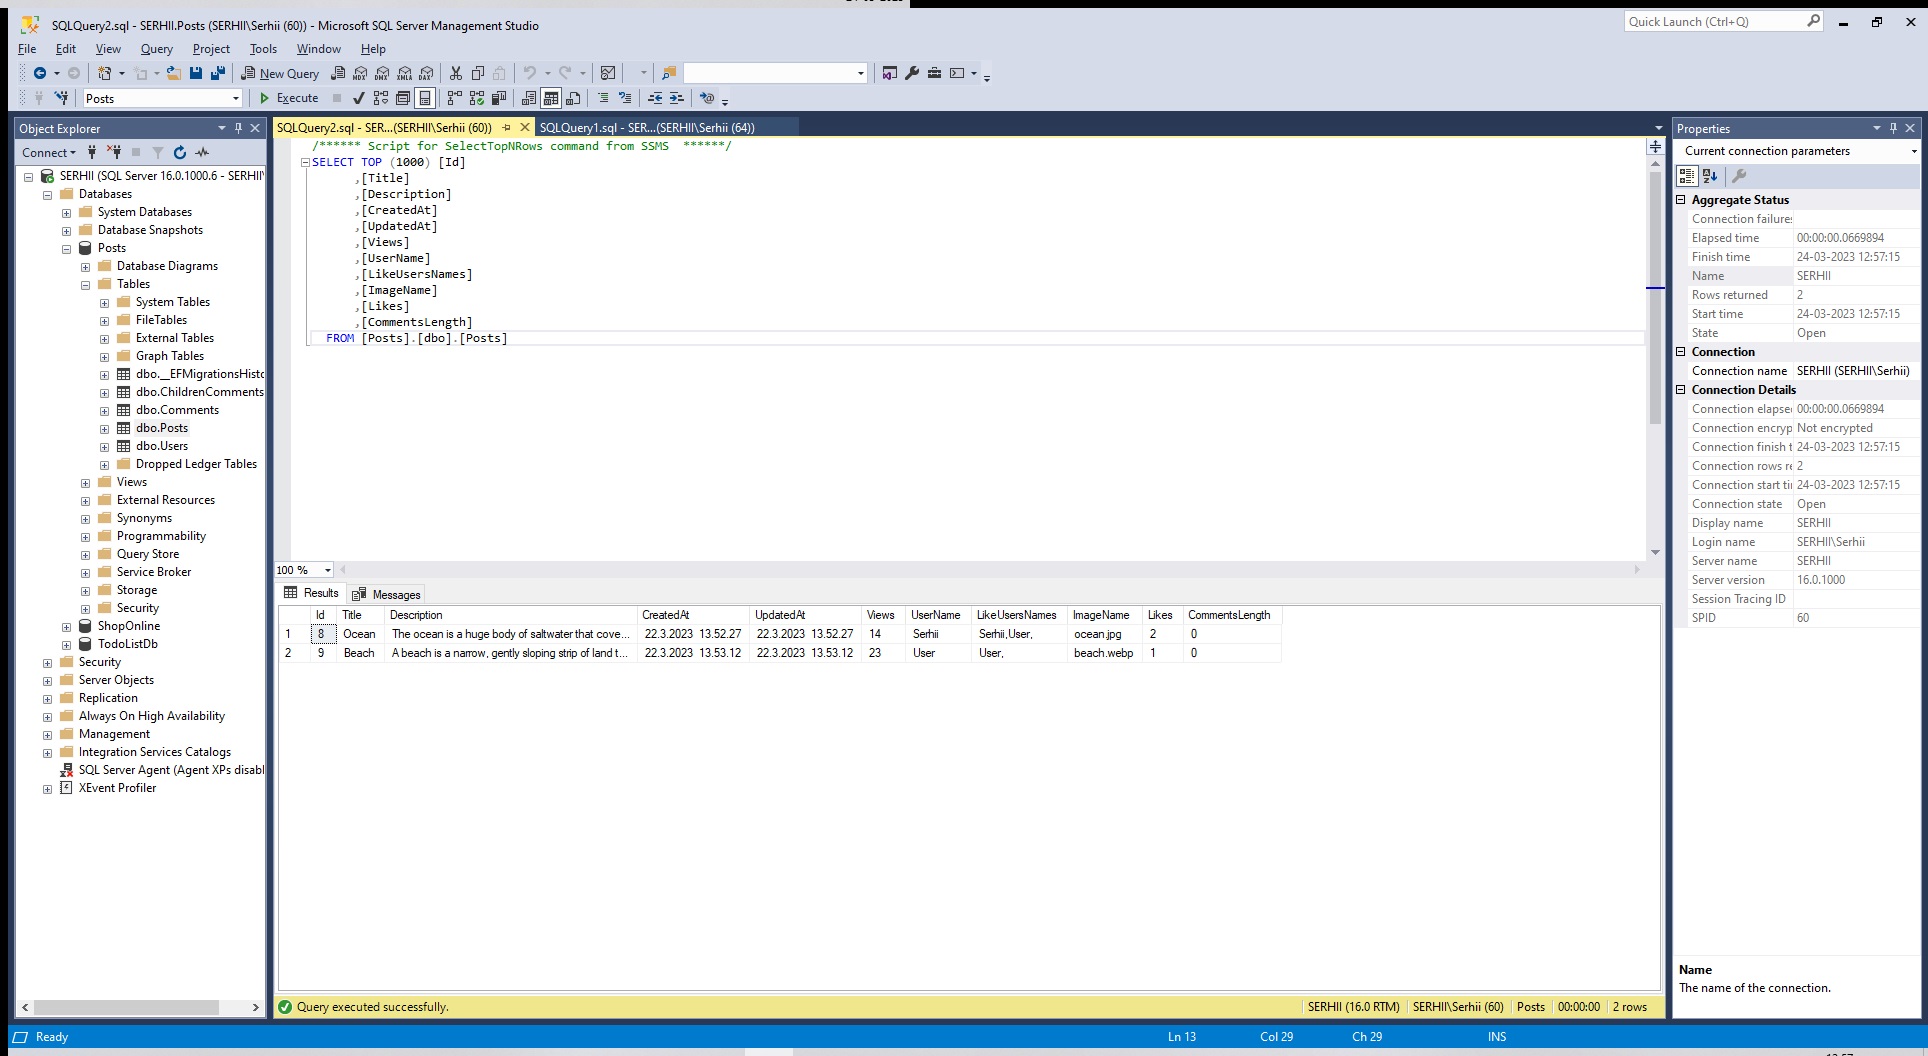 SQLQuery2.sql - SERHII.Posts (SERHII\Serhii (60)) - Microsoft SQL Server Management Studio
Quick Launch (Ctrl+Q)
File Edit View Query Project Tools Window Help
New Query
Posts
Execute
Object Explorer
Connect
SERHII (SQL Server 16.0.1000.6 - SERHII\
Databases
System Databases
Database Snapshots
Posts
Database Diagrams
Tables
System Tables
FileTables
External Tables
Graph Tables
dbo.__EFMigrationsHisto
dbo.ChildrenComments
dbo.Comments
dbo.Posts
dbo.Users
Dropped Ledger Tables
Views
External Resources
Synonyms
Programmability
Query Store
Service Broker
Storage
Security
ShopOnline
TodoListDb
Security
Server Objects
Replication
Always On High Availability
Management
Integration Services Catalogs
SQL Server Agent (Agent XPs disabl
XEvent Profiler
SQLQuery2.sql - SER...(SERHII\Serhii (60)) SQLQuery1.sql - SER...(SERHII\Serhii (64))
/****** Script for SelectTopNRows command from SSMS ******/
SELECT TOP (1000) [Id]
,[Title]
,[Description]
,[CreatedAt]
,[UpdatedAt]
,[Views]
,[UserName]
,[LikeUsersNames]
,[ImageName]
,[Likes]
,[CommentsLength]
FROM [Posts].[dbo].[Posts]
100 %
Results Messages
Id Title Description CreatedAt UpdatedAt Views UserName LikeUsersNames ImageName Likes CommentsLength
1 8 Ocean The ocean is a huge body of saltwater that cove... 22.3.2023 13.52.27 22.3.2023 13.52.27 14 Serhii Serhii,User, ocean.jpg 2 0
2 9 Beach A beach is a narrow, gently sloping strip of land t... 22.3.2023 13.53.12 22.3.2023 13.53.12 23 User User, beach.webp 1 0
Query executed successfully. SERHII (16.0 RTM) SERHII\Serhii (60) Posts 00:00:00 2 rows
Properties
Current connection parameters
Aggregate Status
Connection failures
Elapsed time 00:00:00.0669894
Finish time 24-03-2023 12:57:15
Name SERHII
Rows returned 2
Start time 24-03-2023 12:57:15
State Open
Connection
Connection name SERHII (SERHII\Serhii)
Connection Details
Connection elapse 00:00:00.0669894
Connection encryp Not encrypted
Connection finish t 24-03-2023 12:57:15
Connection rows re 2
Connection start ti 24-03-2023 12:57:15
Connection state Open
Display name SERHII
Login name SERHII\Serhii
Server name SERHII
Server version 16.0.1000
Session Tracing ID
SPID 60
Name
The name of the connection.
Ready Ln 13 Col 29 Ch 29 INS